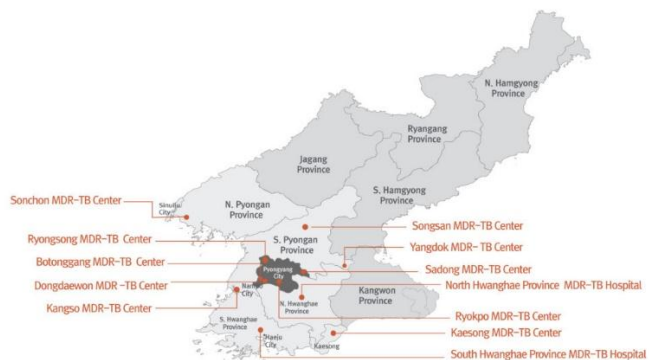 N. Hamgyong
Province
Ryangang
Province
Jagang
Province
S. Hamgyong
Province
Sonchon MDR-TB Center
Sinuiju
City
N. Pyongan
Province
Songsan MDR-TB Center
Ryongsong MDR-TB Center
S. Pyongan
Province
Yangdok MDR-TB Center
Botonggang MDR-TB Center
Pyongyang
City
Sadong MDR-TB Center
Dongdaewon MDR-TB Center
Nampo
City
North Hwanghae Province MDR-TB Hospital
Kangwon
Province
Kangso MDR-TB Center
N. Hwanghae
Province
Ryokpo MDR-TB Center
S. Hwanghae
Province
Haeju
City
Kaesong
Kaesong MDR-TB Center
South Hwanghae Province MDR-TB Hospital